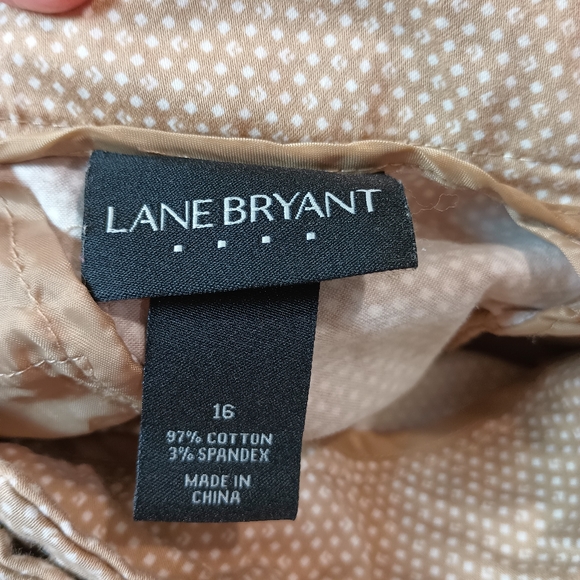 LANE BRYANT
16
97% COTTON
3% SPANDEX
MADE IN
CHINA